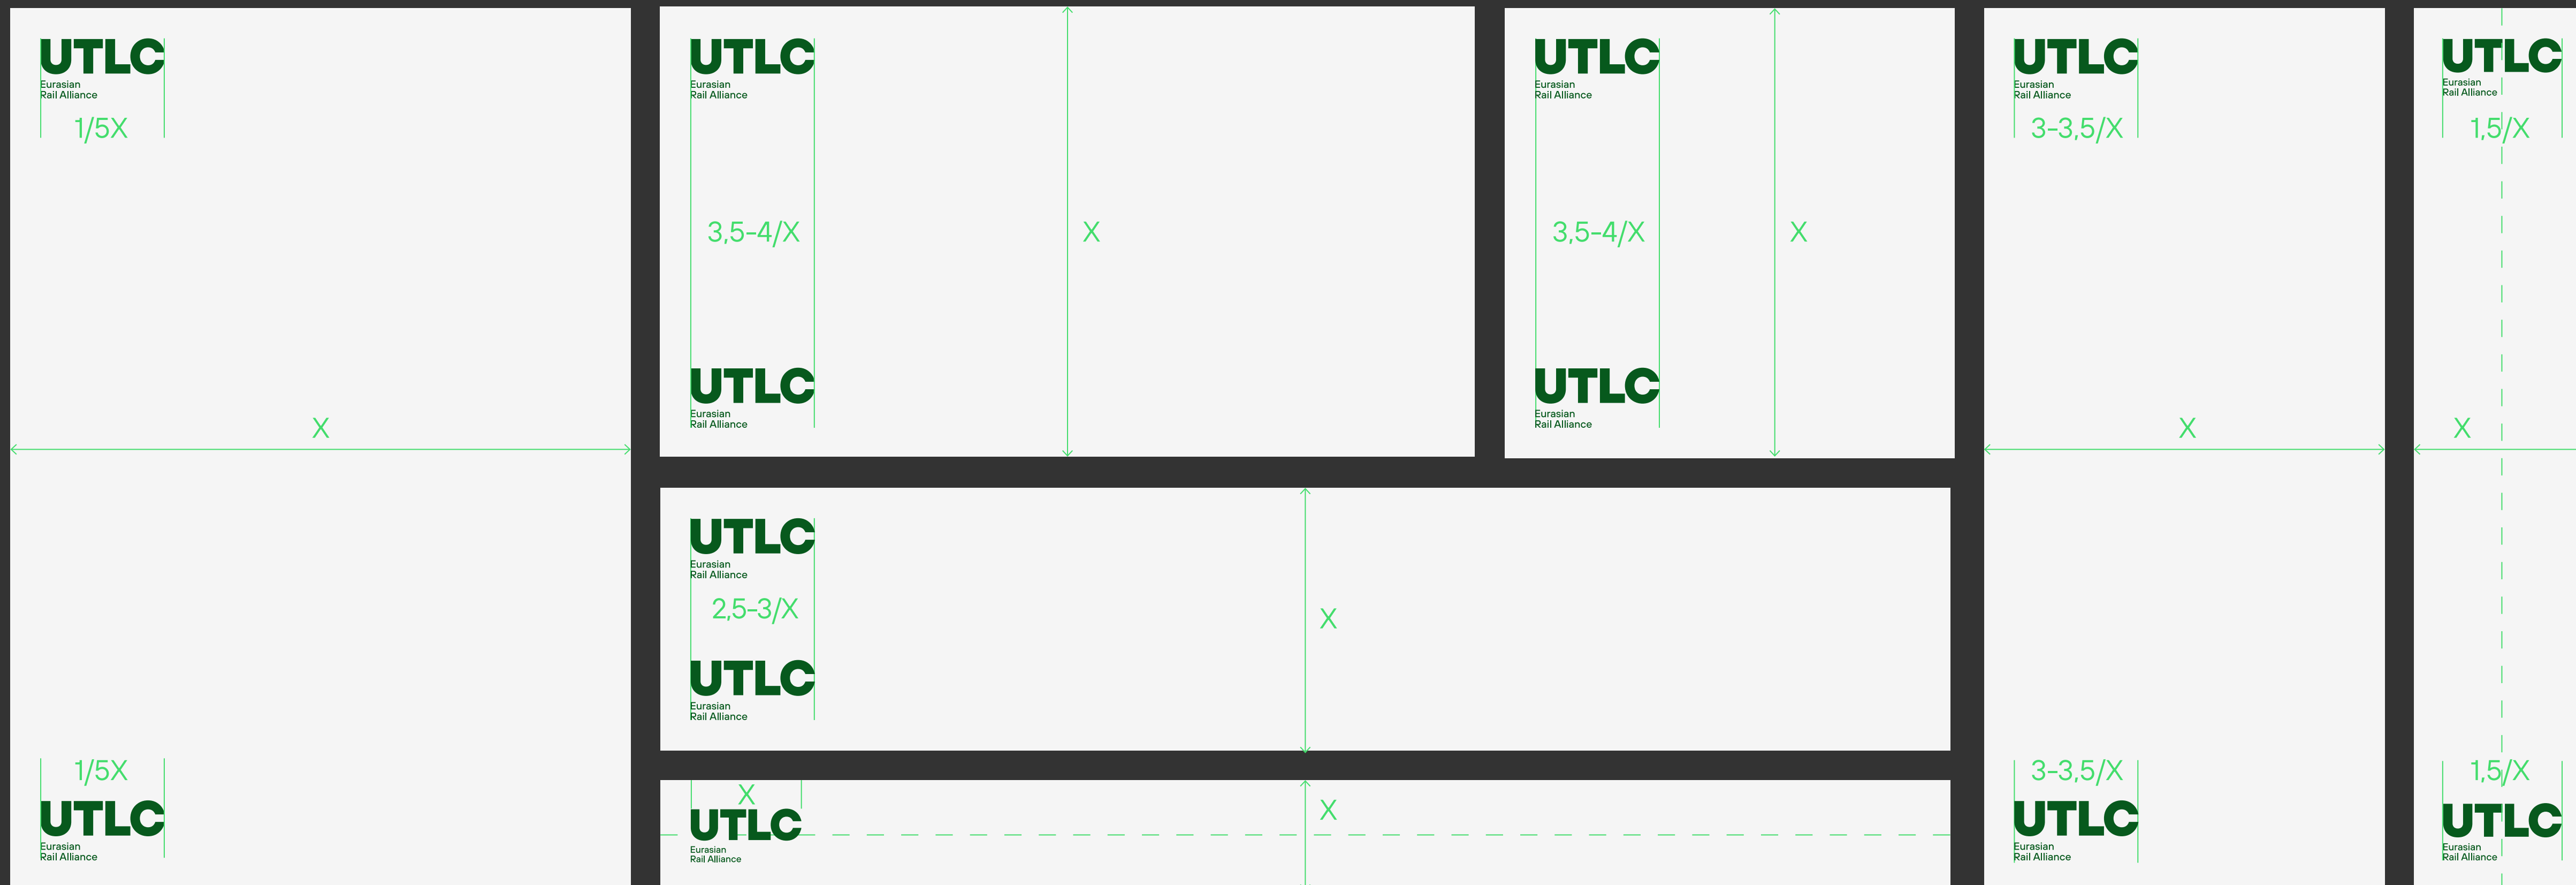 UTLC
Eurasian
Rail Alliance
1/5X
X
1/5X
UTLC
Eurasian
Rail Alliance
UTLC
Eurasian
Rail Alliance
3,5-4/X
X
UTLC
Eurasian
Rail Alliance
UTLC
Eurasian
Rail Alliance
3,5-4/X
X
UTLC
Eurasian
Rail Alliance
UTLC
Eurasian
Rail Alliance
2,5-3/X
X
UTLC
Eurasian
Rail Alliance
X
X
UTLC
Eurasian
Rail Alliance
UTLC
Eurasian
Rail Alliance
3-3,5/X
X
3-3,5/X
UTLC
Eurasian
Rail Alliance
UTLC
Eurasian
Rail Alliance
1,5/X
X
1,5/X
UTLC
Eurasian
Rail Alliance